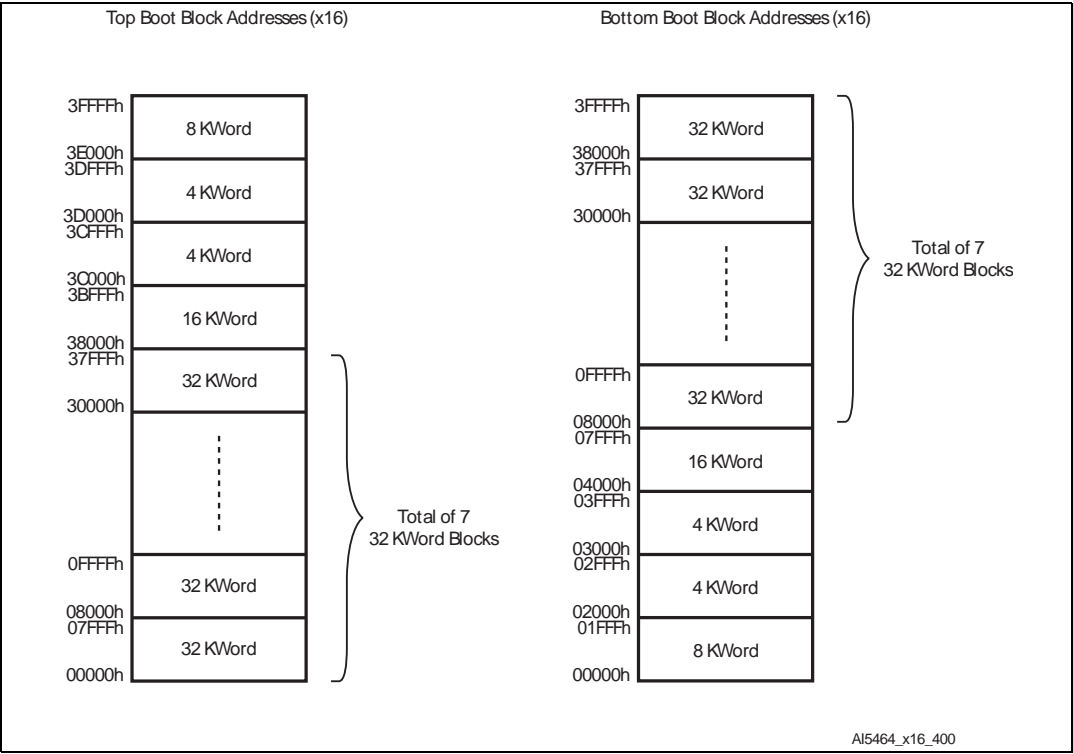 Top Boot Block Addresses (x16)
3FFFFh
8 KWord
3E000h
3DFFFh
4 KWord
3D000h
3CFFFh
4 KWord
3C000h
3BFFFh
16 KWord
38000h
37FFFh
32 KWord
30000h
Total of 7
32 KWord Blocks
0FFFFh
32 KWord
08000h
07FFFh
32 KWord
00000h
Bottom Boot Block Addresses (x16)
3FFFFh
32 KWord
38000h
37FFFh
32 KWord
30000h
Total of 7
32 KWord Blocks
0FFFFh
32 KWord
08000h
07FFFh
16 KWord
04000h
03FFFh
4 KWord
03000h
02FFFh
4 KWord
02000h
01FFFh
8 KWord
00000h
AI5464_x16_400